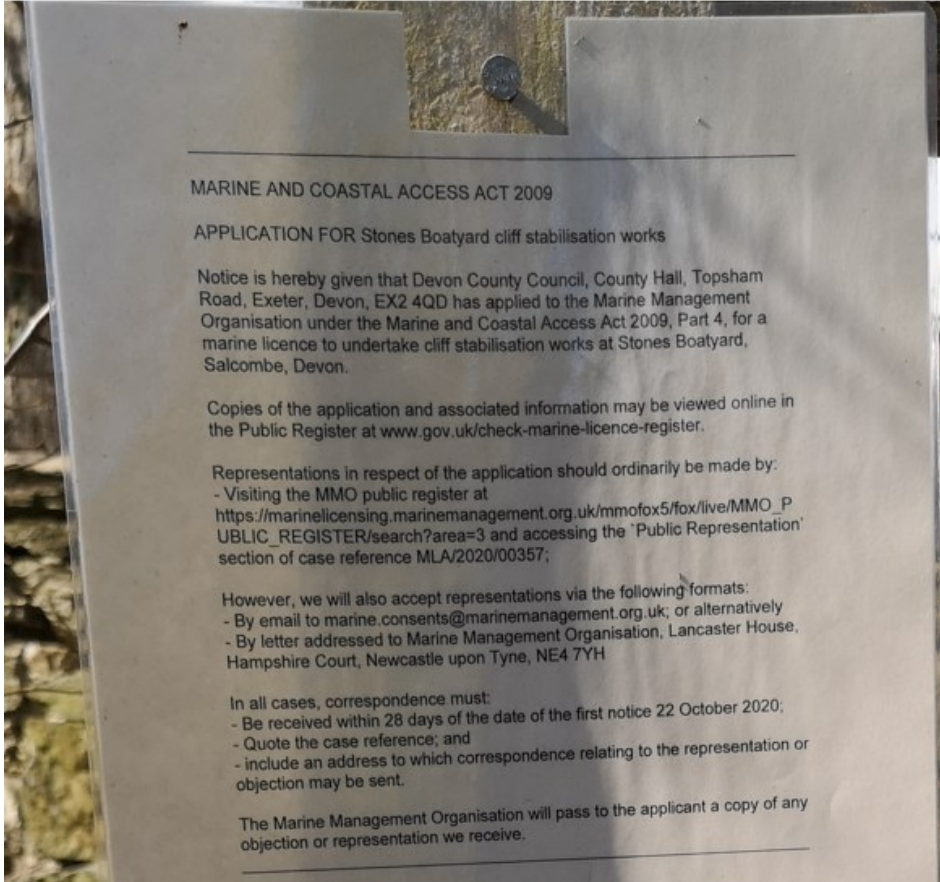 MARINE AND COASTAL ACCESS ACT 2009
APPLICATION FOR Stones Boatyard cliff stabilisation works
Notice is hereby given that Devon County Council, County Hall, Topsham
Road, Exeter, Devon, EX2 4QD has applied to the Marine Management
Organisation under the Marine and Coastal Access Act 2009, Part 4, for a
marine licence to undertake cliff stabilisation works at Stones Boatyard,
Salcombe, Devon.
Copies of the application and associated information may be viewed online in
the Public Register at www.gov.uk/check-marine-licence-register.
Representations in respect of the application should ordinarily be made by:
- Visiting the MMO public register at
https://marinelicensing.marinemanagement.org.uk/mmofox5/fox/live/MMO_P
UBLIC_REGISTER/search?area=3 and accessing the `Public Representation'
section of case reference MLA/2020/00357;
However, we will also accept representations via the following formats:
- By email to marine.consents@marinemanagement.org.uk; or alternatively
- By letter addressed to Marine Management Organisation, Lancaster House,
Hampshire Court, Newcastle upon Tyne, NE4 7YH
In all cases, correspondence must:
- Be received within 28 days of the date of the first notice 22 October 2020;
- Quote the case reference; and
- include an address to which correspondence relating to the representation or
objection may be sent.
The Marine Management Organisation will pass to the applicant a copy of any
objection or representation we receive.